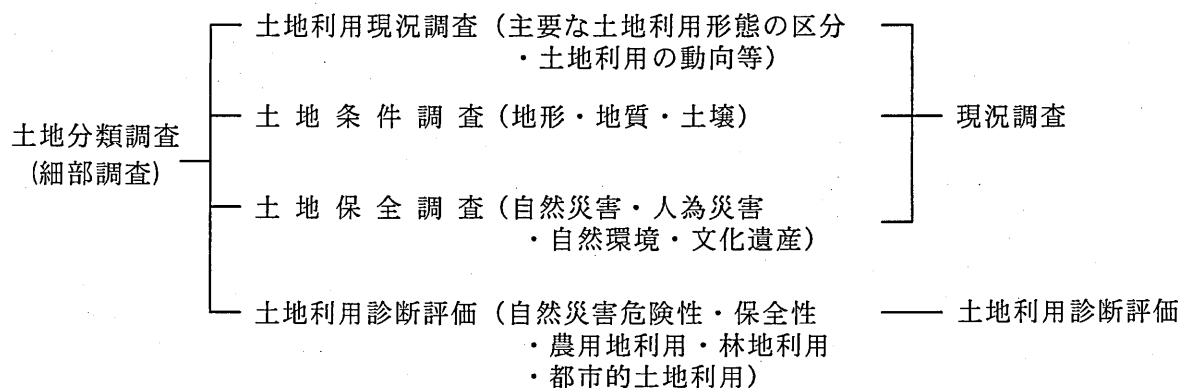 土地利用現況調査(主要な土地利用形態の区分
・土地利用の動向等)
土地条件調査(地形・地質・土壌)
現況調査
土地分類調査
(細部調査)
土地保全調査(自然災害・人為災害
・自然環境・文化遺産)
土地利用診断評価(自然災害危険性・保全性
・農用地利用・林地利用
・都市的土地利用)
土地利用診断評価